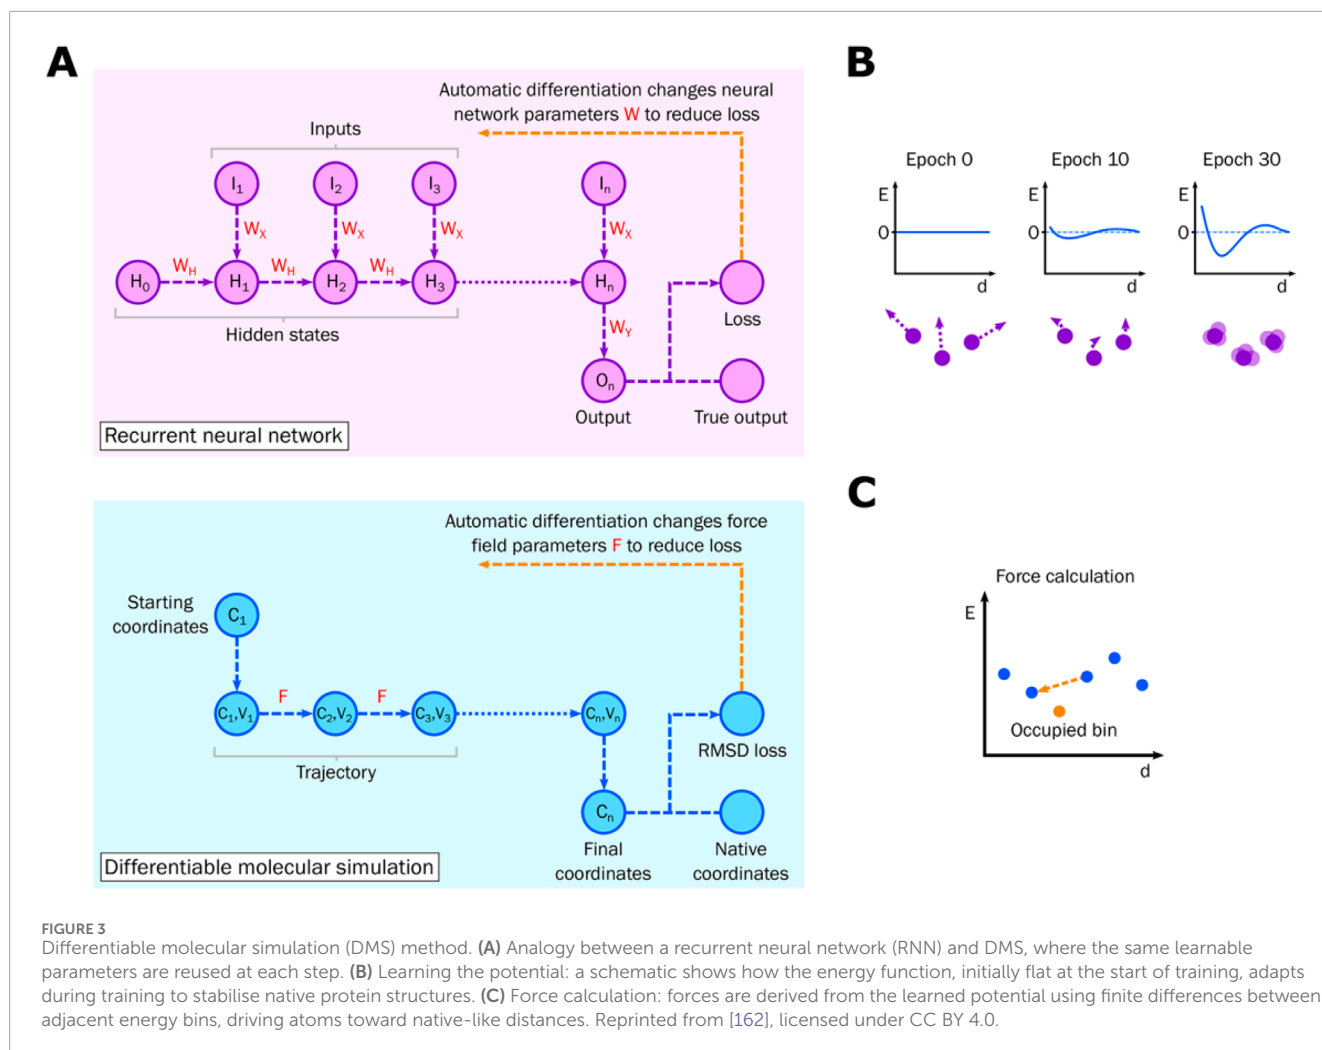 A
Automatic differentiation changes neural
network parameters W to reduce loss
Inputs
I1 I2 I3 In
WX WX WX WX
WH WH WH
H0 H1 H2 H3 Hn
Hidden states
WY
Loss
On
Output True output
Recurrent neural network
Automatic differentiation changes force
field parameters F to reduce loss
Starting
coordinates
C1
F F
C1,V1 C2,V2 C3,V3 Cn,Vn
Trajectory
RMSD loss
Cn
Final
coordinates
Native
coordinates
Differentiable molecular simulation
B
Epoch 0 Epoch 10 Epoch 30
E E E
0 0 0
d d d
C
Force calculation
E
Occupied bin
d
FIGURE 3
Differentiable molecular simulation (DMS) method. (A) Analogy between a recurrent neural network (RNN) and DMS, where the same learnable
parameters are reused at each step. (B) Learning the potential: a schematic shows how the energy function, initially flat at the start of training, adapts
during training to stabilise native protein structures. (C) Force calculation: forces are derived from the learned potential using finite differences between
adjacent energy bins, driving atoms toward native-like distances. Reprinted from [162], licensed under CC BY 4.0.